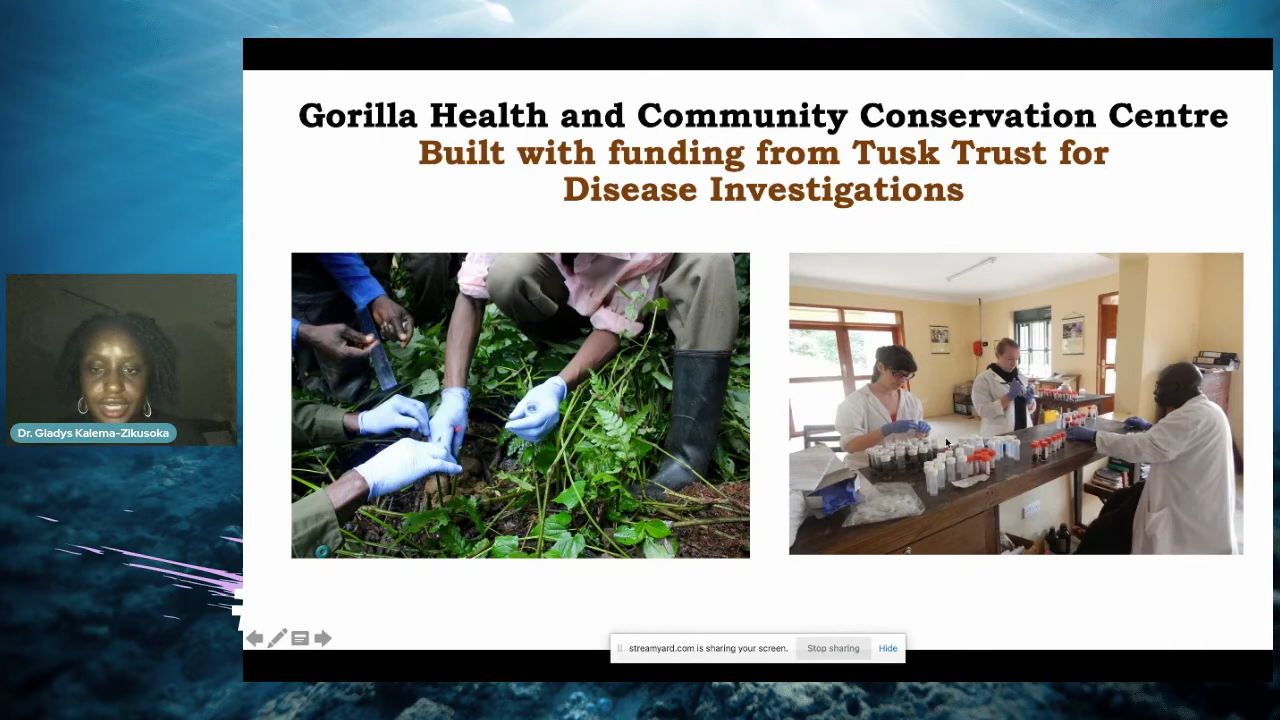 Gorilla Health and Community Conservation Centre
Built with funding from Tusk Trust for
Disease Investigations
Dr. Gladys Kalema-Zikusoka
streamyard.com is sharing your screen.
Stop sharing
Hide